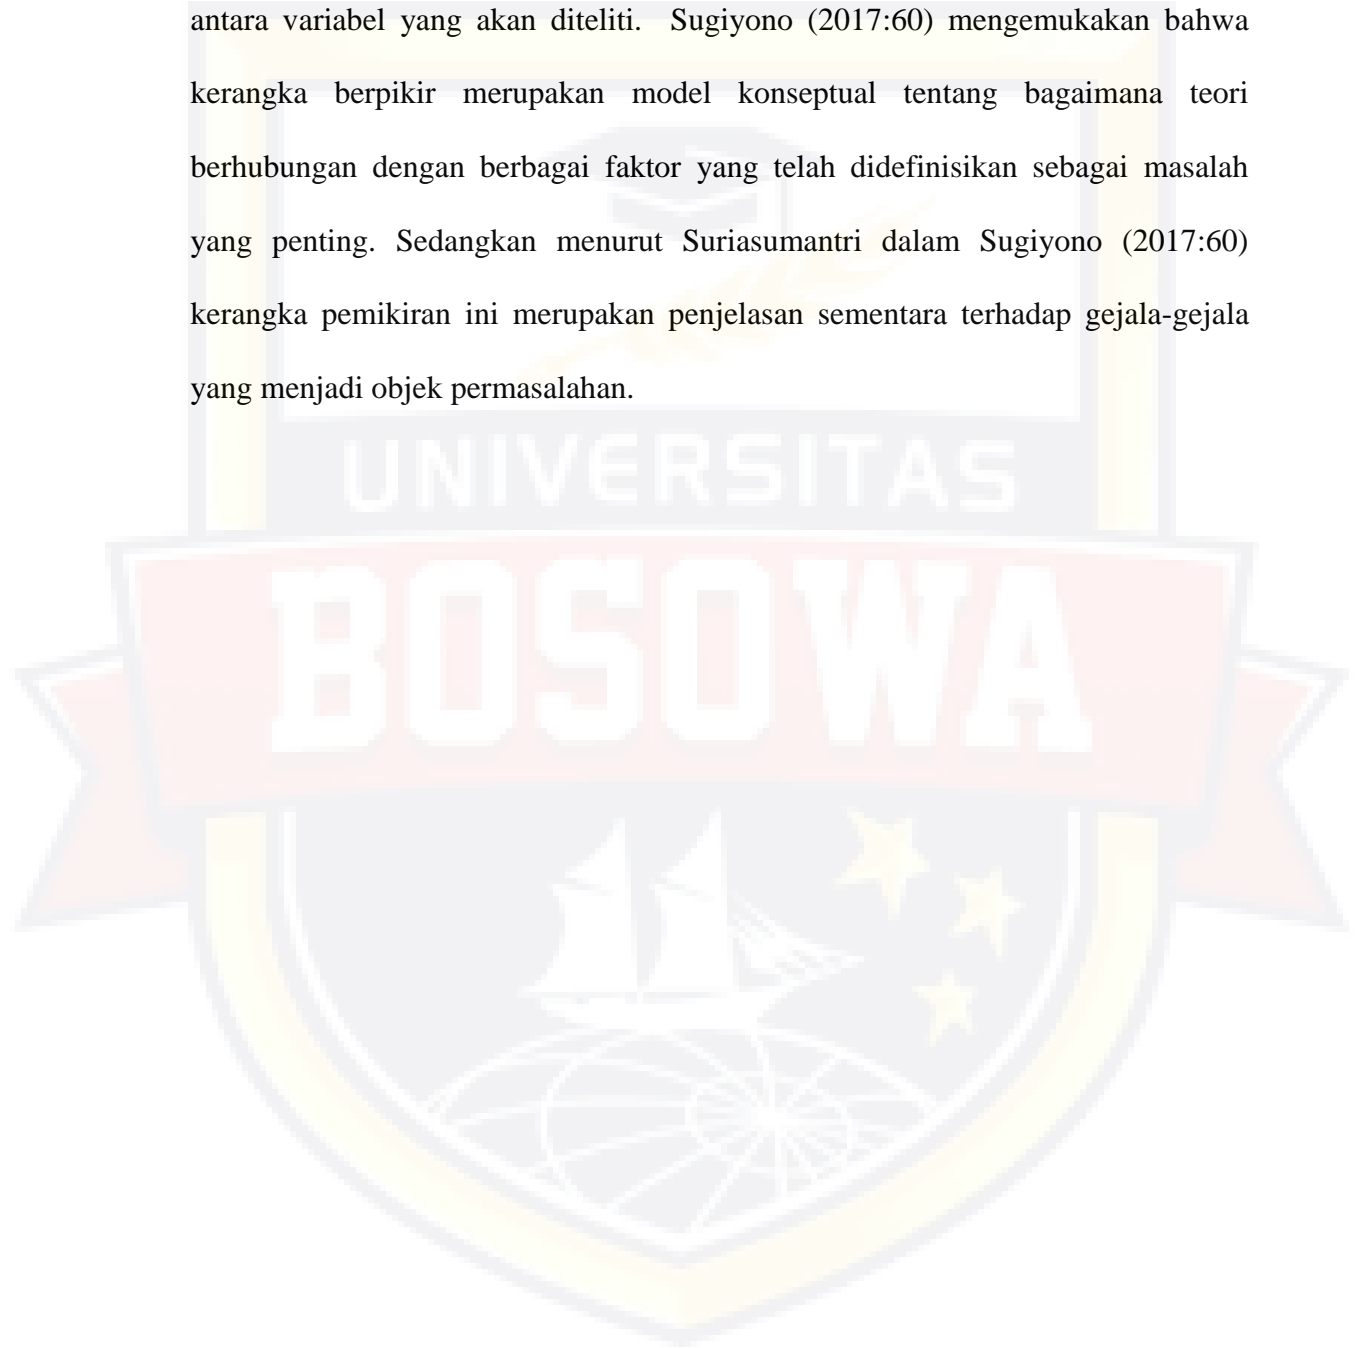 antara variabel yang akan diteliti.  Sugiyono (2017:60) mengemukakan bahwa
kerangka berpikir merupakan model konseptual tentang bagaimana teori
berhubungan dengan berbagai faktor yang telah didefinisikan sebagai masalah
yang penting. Sedangkan menurut Suriasumantri dalam Sugiyono (2017:60)
kerangka pemikiran ini merupakan penjelasan sementara terhadap gejala-gejala
yang menjadi objek permasalahan.
UNIVERSITAS
BOSOWA